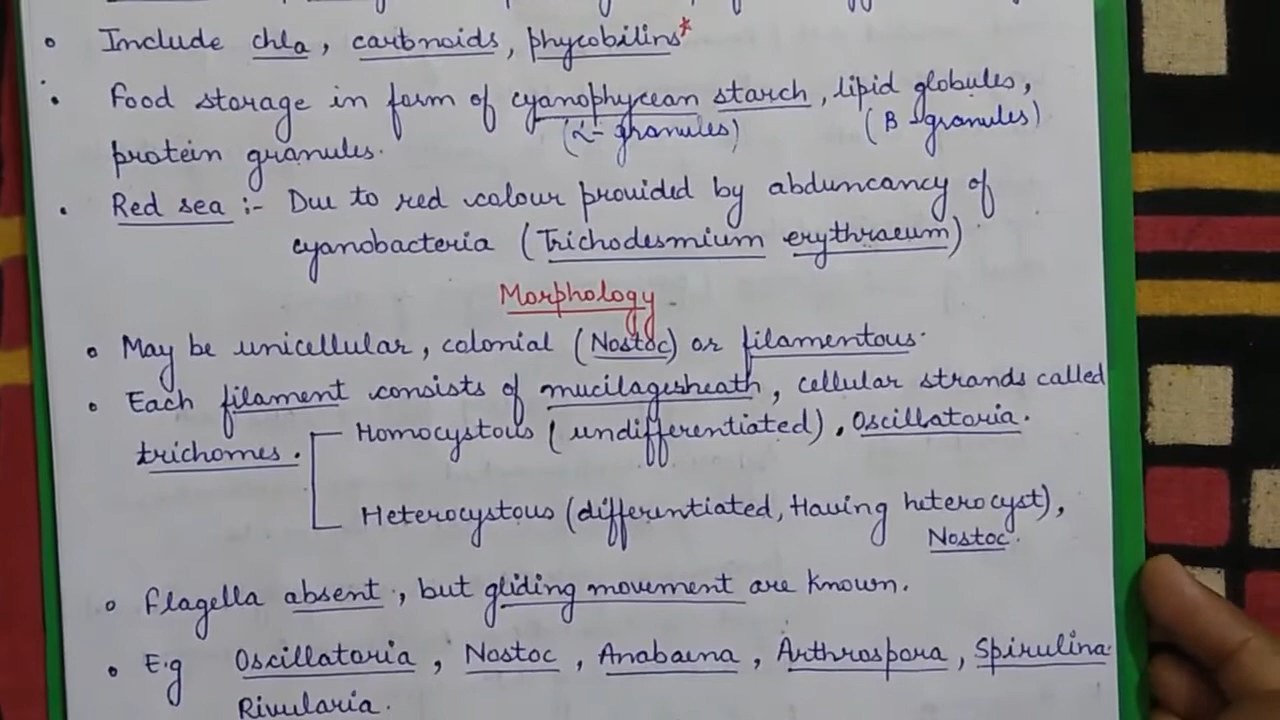 Include chla, carbnoids, phycobilins*
Food storage in form of cyanophycean starch, lipid globules,
(α- granules) (B - granules)
protein granules.
Red sea :- Due to red colour provided by abduncancy of
cyanobacteria (Trichodesmium erythraeum)
Morphology
May be unicellular, colonial (Nostoc) or filamentous.
Each filament consists of mucilagesheath, cellular strands called
trichomes.
Homocystous (undifferentiated), Oscillatoria.
Heterocystous (differentiated, Having heterocyst),
Nostoc.
Flagella absent, but gliding movement are known.
E.g Oscillatoria, Nostoc, Anabaena, Arthrospora, Spirulina
Rivularia.